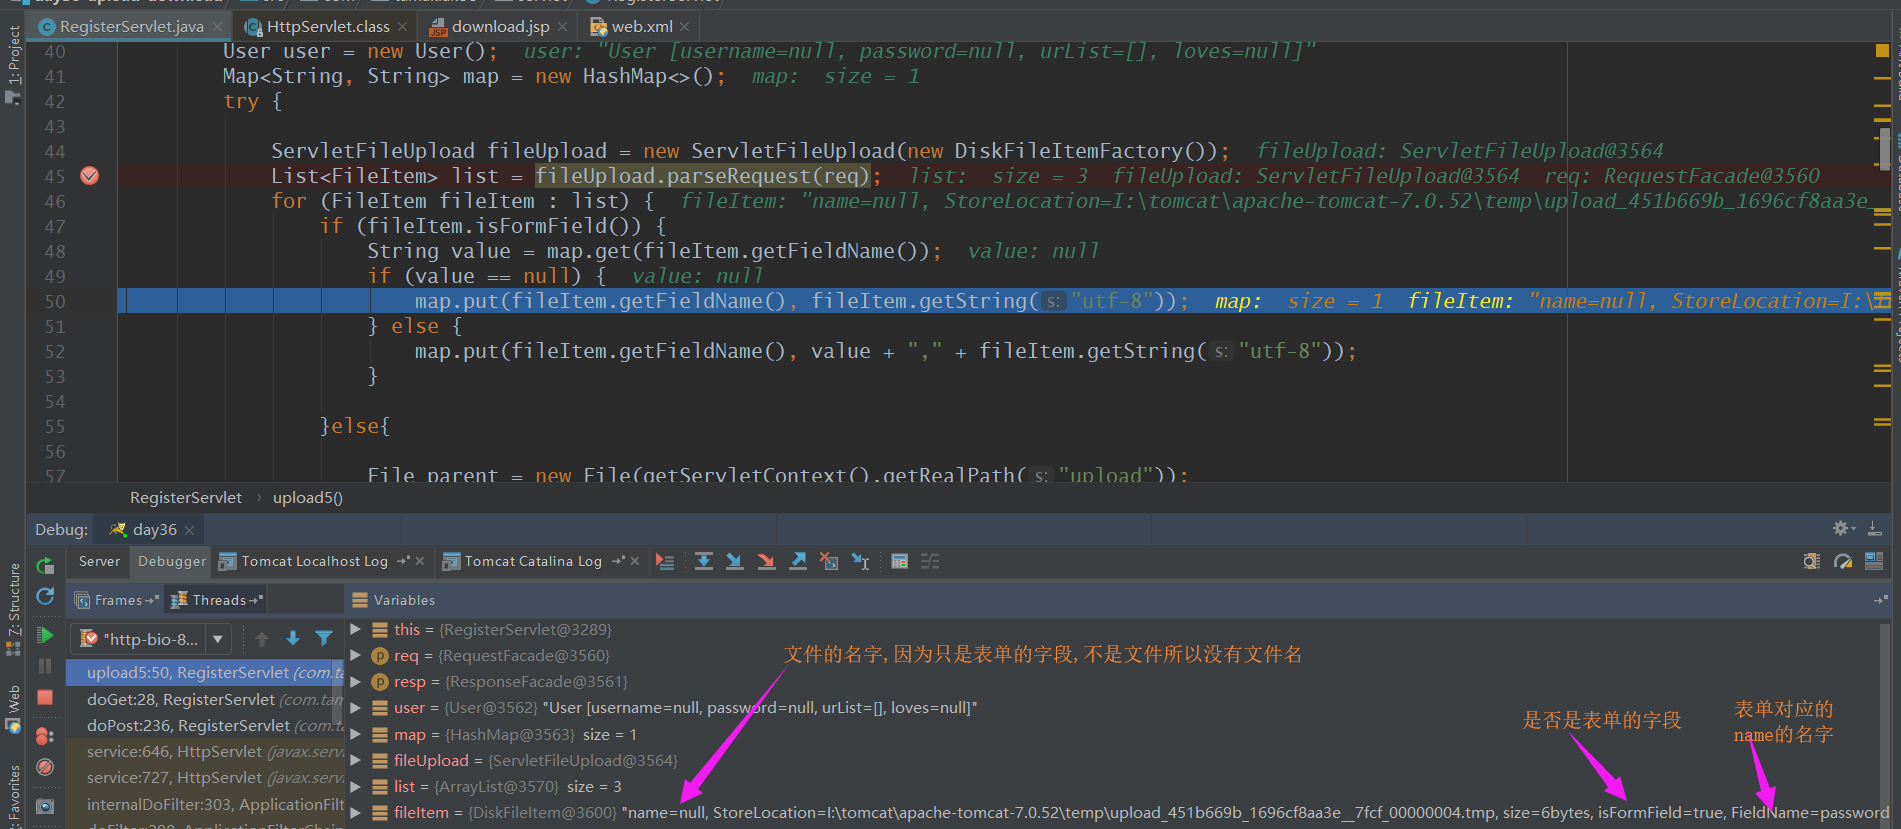 RegisterServlet.java HttpServlet.class download.jsp web.xml
1: Project
40 User user = new User(); user: "User [username=null, password=null, urList=[], loves=null]"
41 Map<String, String> map = new HashMap<>(); map: size = 1
42 try {
43
44 ServletFileUpload fileUpload = new ServletFileUpload(new DiskFileItemFactory()); fileUpload: ServletFileUpload@3564
45 List<FileItem> list = fileUpload.parseRequest(req); list: size = 3 fileUpload: ServletFileUpload@3564 req: RequestFacade@3560
46 for (FileItem fileItem : list) { fileItem: "name=null, StoreLocation=I:\tomcat\apache-tomcat-7.0.52\temp\upload_451b669b_1696cf8aa3e_
47 if (fileItem.isFormField()) {
48 String value = map.get(fileItem.getFieldName()); value: null
49 if (value == null) { value: null
50 map.put(fileItem.getFieldName(), fileItem.getString( s: "utf-8")); map: size = 1 fileItem: "name=null, StoreLocation=I:\
51 } else {
52 map.put(fileItem.getFieldName(), value + "," + fileItem.getString( s: "utf-8"));
53 }
54
55 }else{
56
57 File parent = new File(getServletContext().getRealPath( s: "upload"));
RegisterServlet › upload5()
Debug: day36
Server Debugger Tomcat Localhost Log Tomcat Catalina Log
7: Structure
Web
2: Favorites
Frames Threads Variables
"http-bio-8...
upload5:50, RegisterServlet (com.ta
doGet:28, RegisterServlet (com.tam
doPost:236, RegisterServlet (com.ta
service:646, HttpServlet (javax.serv
service:727, HttpServlet (javax.serv
internalDoFilter:303, ApplicationFilt
this = {RegisterServlet@3289}
req = {RequestFacade@3560}
resp = {ResponseFacade@3561}
user = {User@3562} "User [username=null, password=null, urList=[], loves=null]"
map = {HashMap@3563} size = 1
fileUpload = {ServletFileUpload@3564}
list = {ArrayList@3570} size = 3
fileItem = {DiskFileItem@3600} "name=null, StoreLocation=I:\tomcat\apache-tomcat-7.0.52\temp\upload_451b669b_1696cf8aa3e__7fcf_00000004.tmp, size=6bytes, isFormField=true, FieldName=password
文件的名字,因为只是表单的字段,不是文件所以没有文件名
是否是表单的字段
表单对应的
name的名字